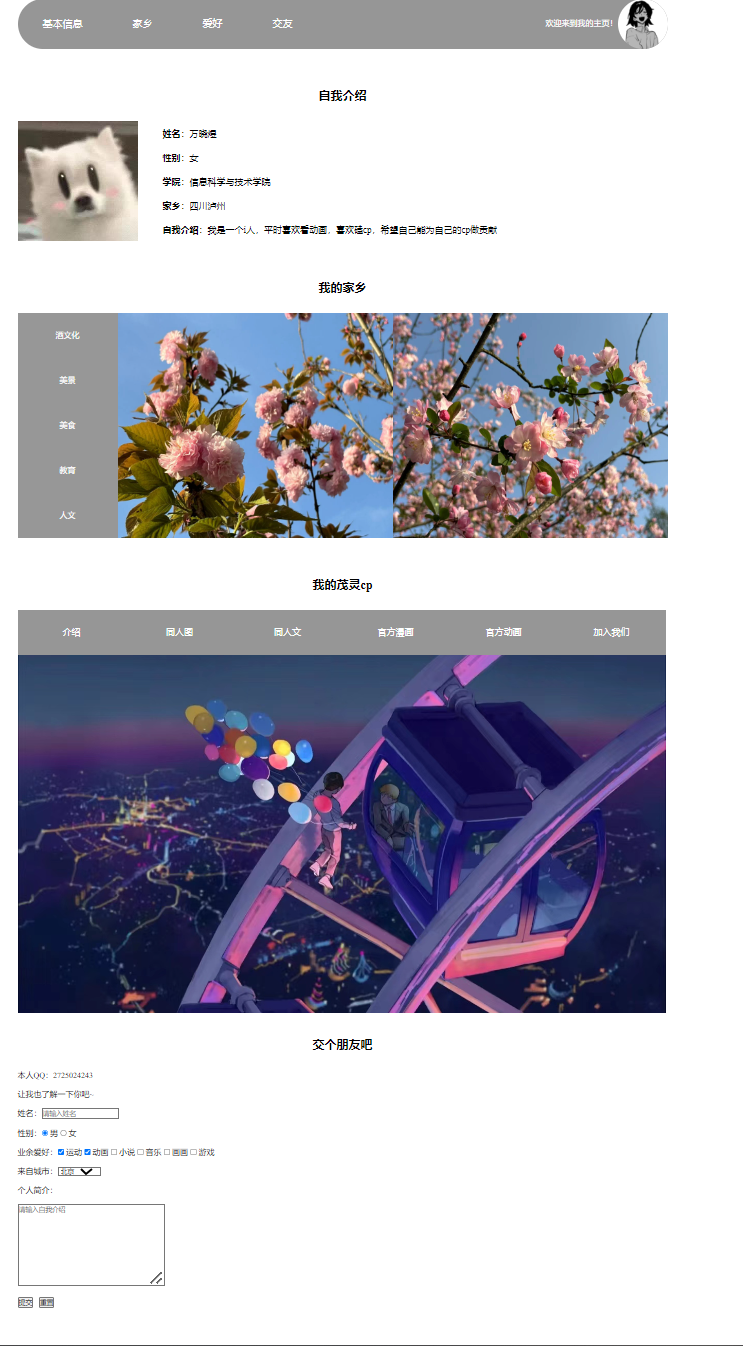 基本信息 家乡 爱好 交友 欢迎来到我的主页！
自我介绍
姓名：万晓煜
性别：女
学院：信息科学与技术学院
家乡：四川泸州
自我介绍：我是一个i人，平时喜欢看动画，喜欢磕cp，希望自己能为自己的cp做贡献
我的家乡
酒文化
美景
美食
教育
人文
我的茂灵cp
介绍 同人图 同人文 官方漫画 官方动画 加入我们
交个朋友吧
本人QQ：2725024243
让我也了解一下你吧~
姓名：请输入姓名
性别：男 女
业余爱好：运动 动画 小说 音乐 画画 游戏
来自城市：北京
个人简介：
请输入自我介绍
提交 重置